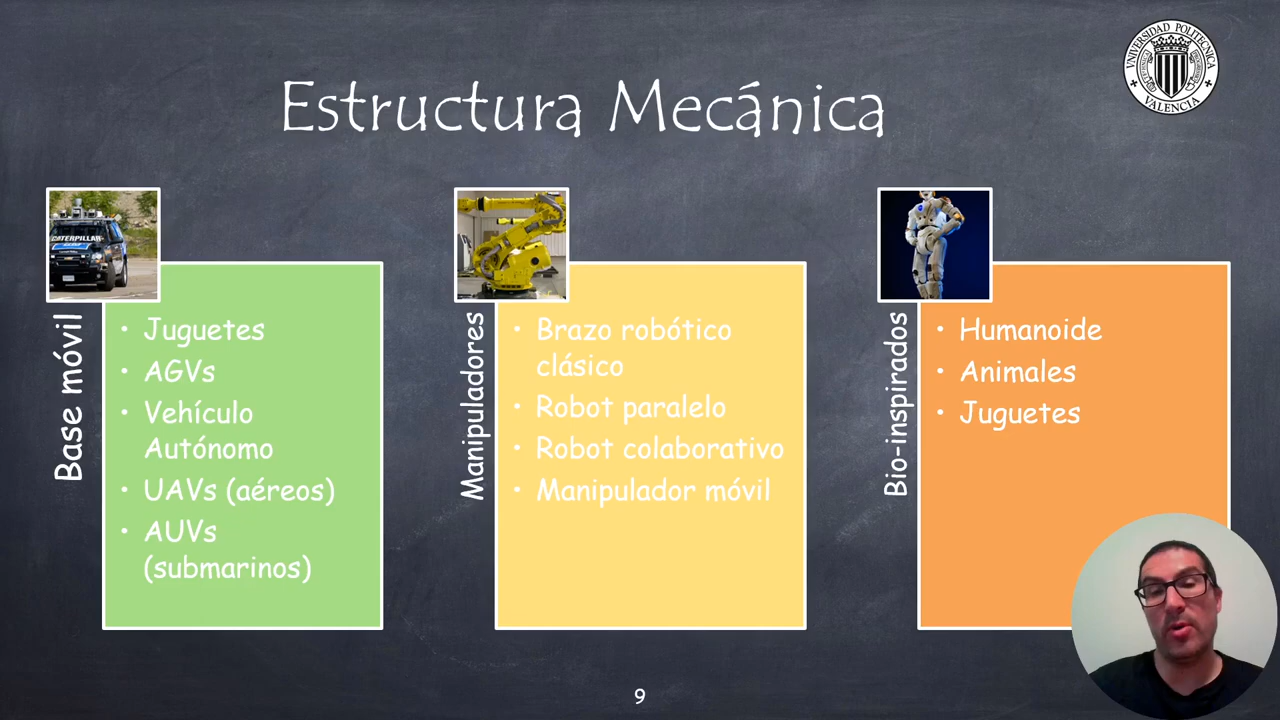 UNIVERSIDAD POLITECNICA
VALENCIA
Estructura Mecánica
CATERPILLAR
Base móvil
• Juguetes
• AGVs
• Vehículo
Autónomo
• UAVs (aéreos)
• AUVs
(submarinos)
Manipuladores
• Brazo robótico
clásico
• Robot paralelo
• Robot colaborativo
• Manipulador móvil
Bio-inspirados
• Humanoide
• Animales
• Juguetes
9